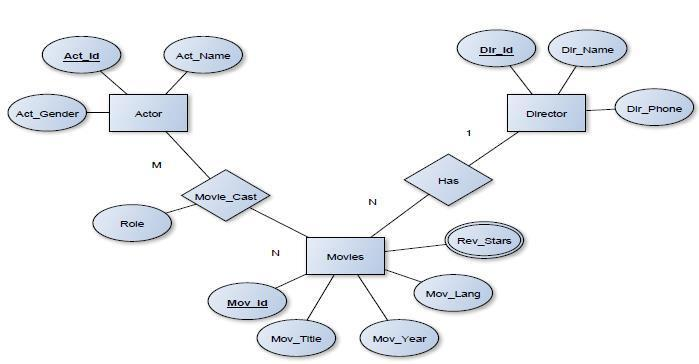 Act_Id
Act_Name
Dir_Id
Dir_Name
Act_Gender
Actor
Director
Dir_Phone
1
M
Has
Movie_Cast
N
Role
Rev_Stars
N
Movies
Mov_Lang
Mov_Id
Mov_Title
Mov_Year